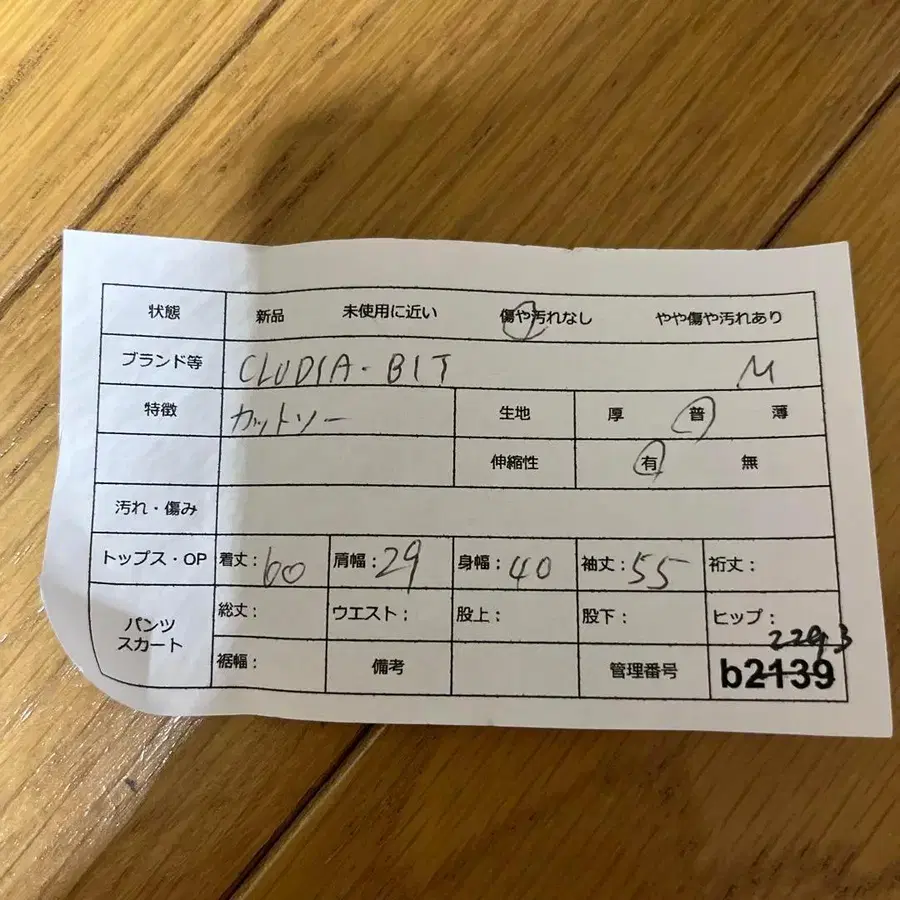 状態 新品 未使用に近い 傷や汚れなし やや傷や汚れあり
ブランド等 CLUDIA-BIT M
特徴 カットソー 生地 厚 普 薄
伸縮性 有 無
汚れ・傷み
トップス・OP 着丈:60 肩幅:29 身幅:40 袖丈:55 裄丈:
パンツ
スカート
総丈: ウエスト: 股上: 股下: ヒップ:
裾幅: 備考 管理番号 b2139